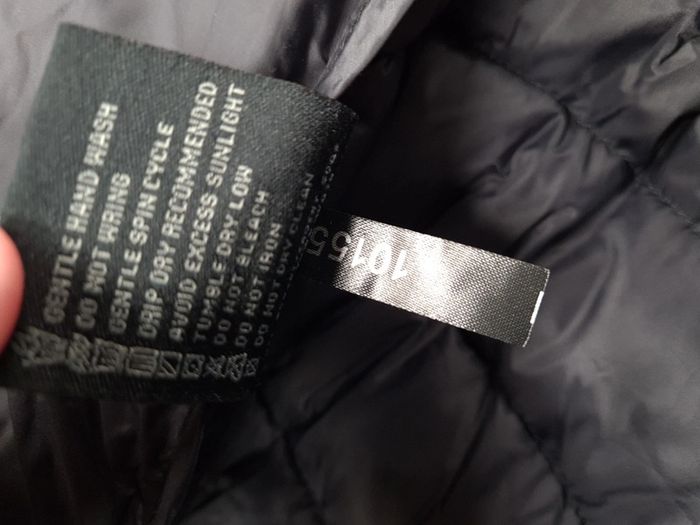 GENTLE HAND WASH
DO NOT WRING
GENTLE SPIN CYCLE
DRIP DRY RECOMMENDED
AVOID EXCESS SUNLIGHT
TUMBLE DRY LOW
DO NOT BLEACH
DO NOT IRON
DO NOT DRY CLEAN
10155